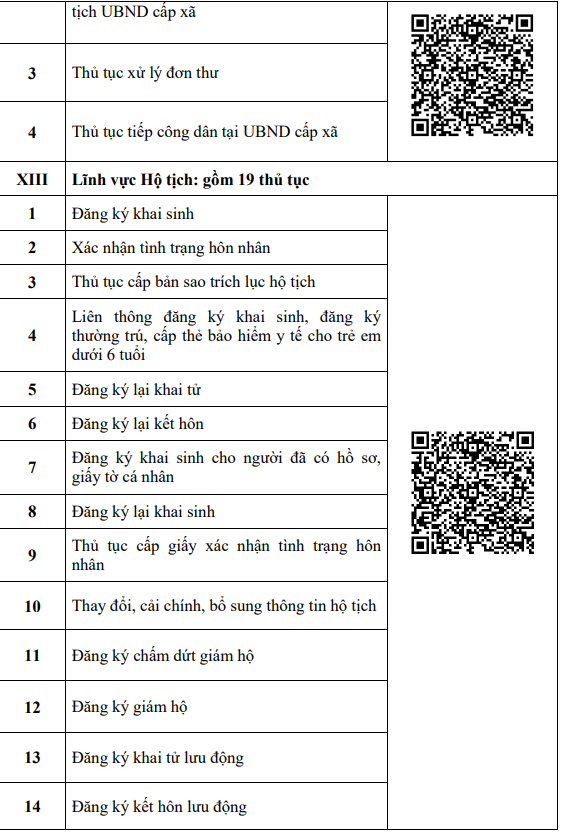 tịch UBND cấp xã
3 Thủ tục xử lý đơn thư
4 Thủ tục tiếp công dân tại UBND cấp xã
XIII Lĩnh vực Hộ tịch: gồm 19 thủ tục
1 Đăng ký khai sinh
2 Xác nhận tình trạng hôn nhân
3 Thủ tục cấp bản sao trích lục hộ tịch
4 Liên thông đăng ký khai sinh, đăng ký
thường trú, cấp thẻ bảo hiểm y tế cho trẻ em
dưới 6 tuổi
5 Đăng ký lại khai tử
6 Đăng ký lại kết hôn
7 Đăng ký khai sinh cho người đã có hồ sơ,
giấy tờ cá nhân
8 Đăng ký lại khai sinh
9 Thủ tục cấp giấy xác nhận tình trạng hôn
nhân
10 Thay đổi, cải chính, bổ sung thông tin hộ tịch
11 Đăng ký chấm dứt giám hộ
12 Đăng ký giám hộ
13 Đăng ký khai tử lưu động
14 Đăng ký kết hôn lưu động